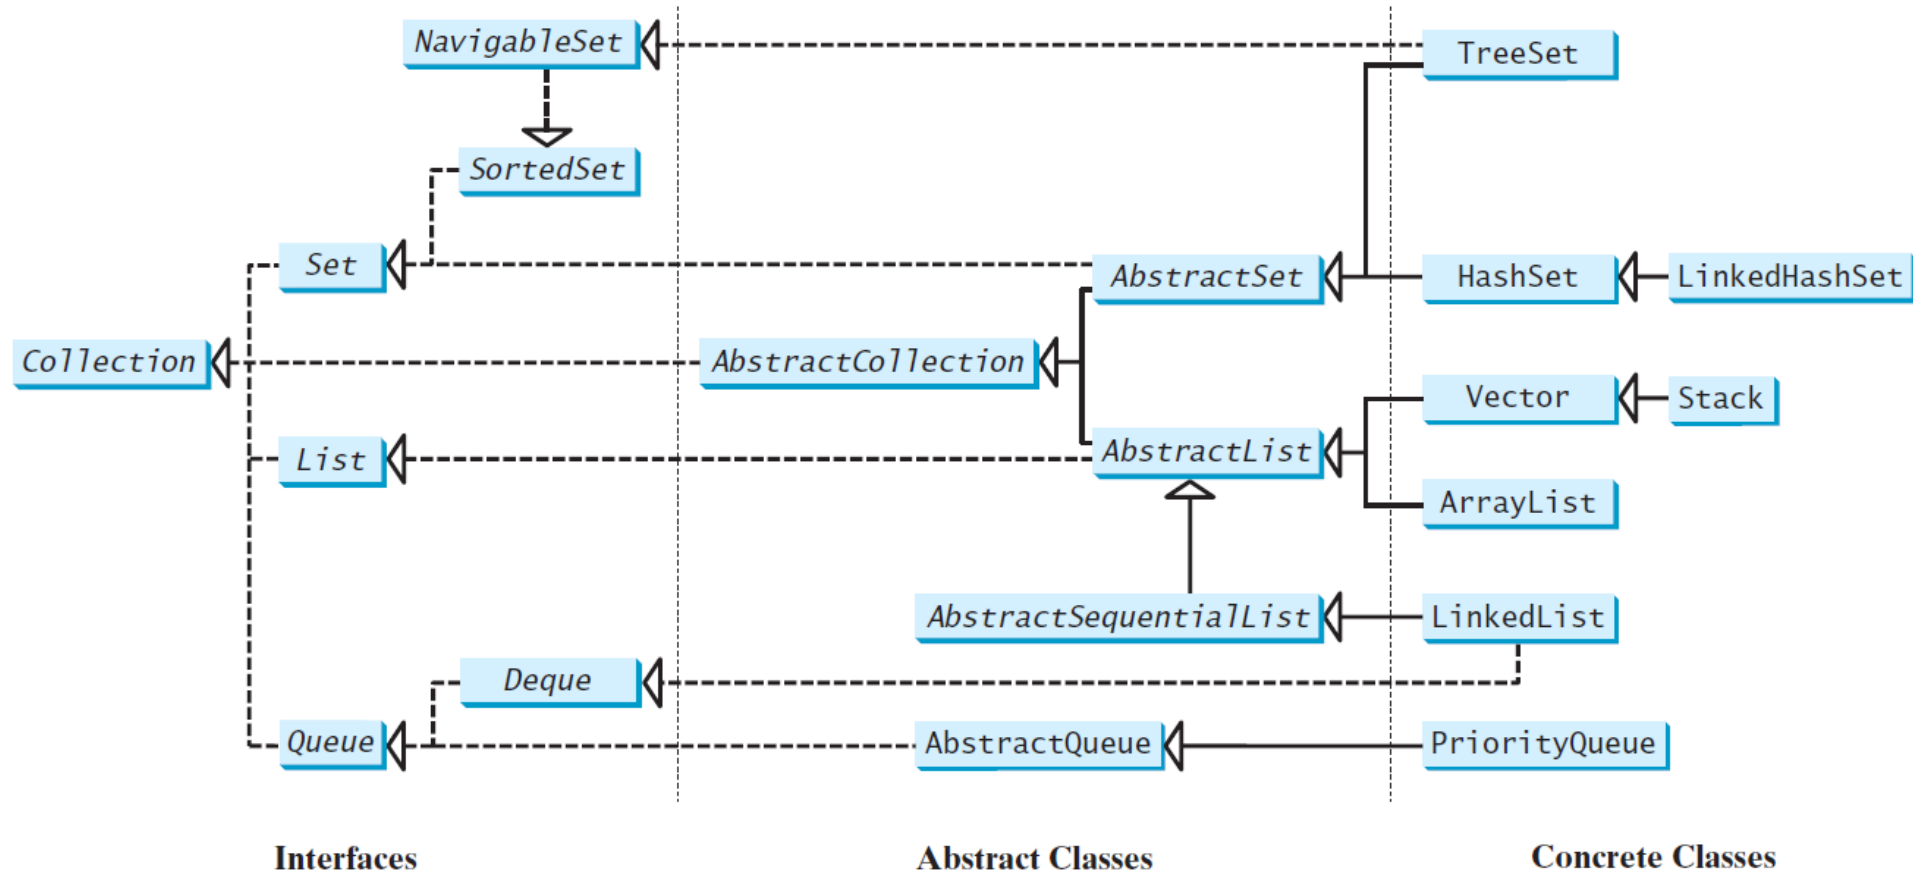 NavigableSet
TreeSet
SortedSet
Set
AbstractSet
HashSet
LinkedHashSet
Collection
AbstractCollection
Vector
Stack
List
AbstractList
ArrayList
AbstractSequentialList
LinkedList
Deque
Queue
AbstractQueue
PriorityQueue
Interfaces
Abstract Classes
Concrete Classes